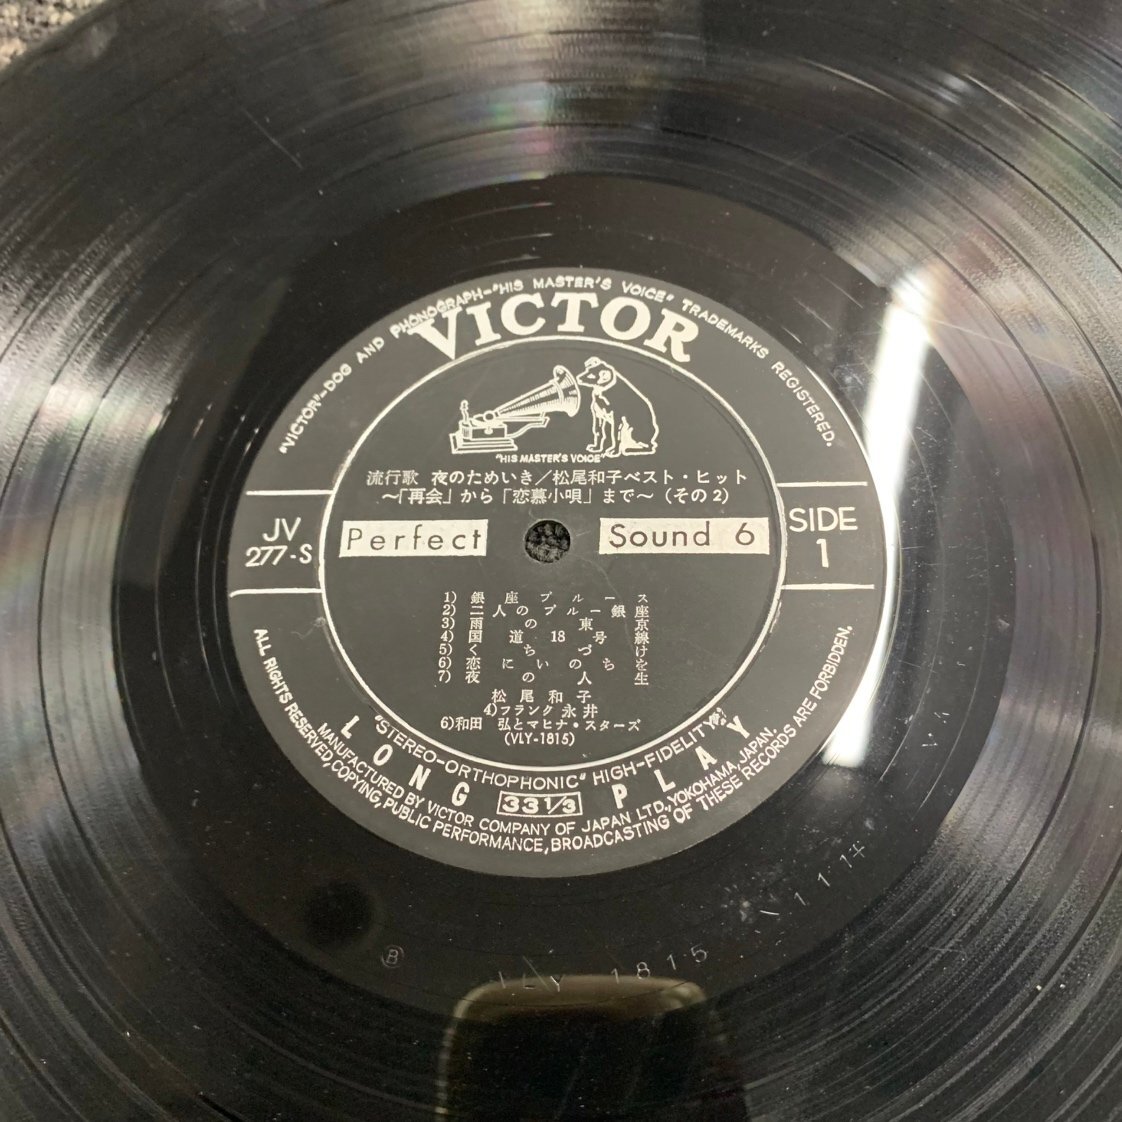 "VICTOR"-DOG AND PHONOGRAPH-"HIS MASTER'S VOICE" TRADEMARKS REGISTERED.
VICTOR
"HIS MASTER'S VOICE"
流行歌 夜のためいき／松尾和子ベスト・ヒット
～「再会」から「恋慕小唄」まで～（その2）
JV
277-S
Perfect Sound 6
SIDE
1
1) 銀座ブルース
2) 二人のブルー銀座
3) 雨の東京
4) 国道18号線
5) くちづけ
6) 恋にいのちを
7) 夜の人生
松尾和子
4)フランク永井
6)和田 弘とマヒナ・スターズ
(VLY-1815)
"STEREO-ORTHOPHONIC" HIGH-FIDELITY
LONG 33 1/3 PLAY
MANUFACTURED BY VICTOR COMPANY OF JAPAN LTD., YOKOHAMA, JAPAN.
ALL RIGHTS RESERVED, COPYING, PUBLIC PERFORMANCE, BROADCASTING OF THESE RECORDS ARE FORBIDDEN.
B
1815
111+